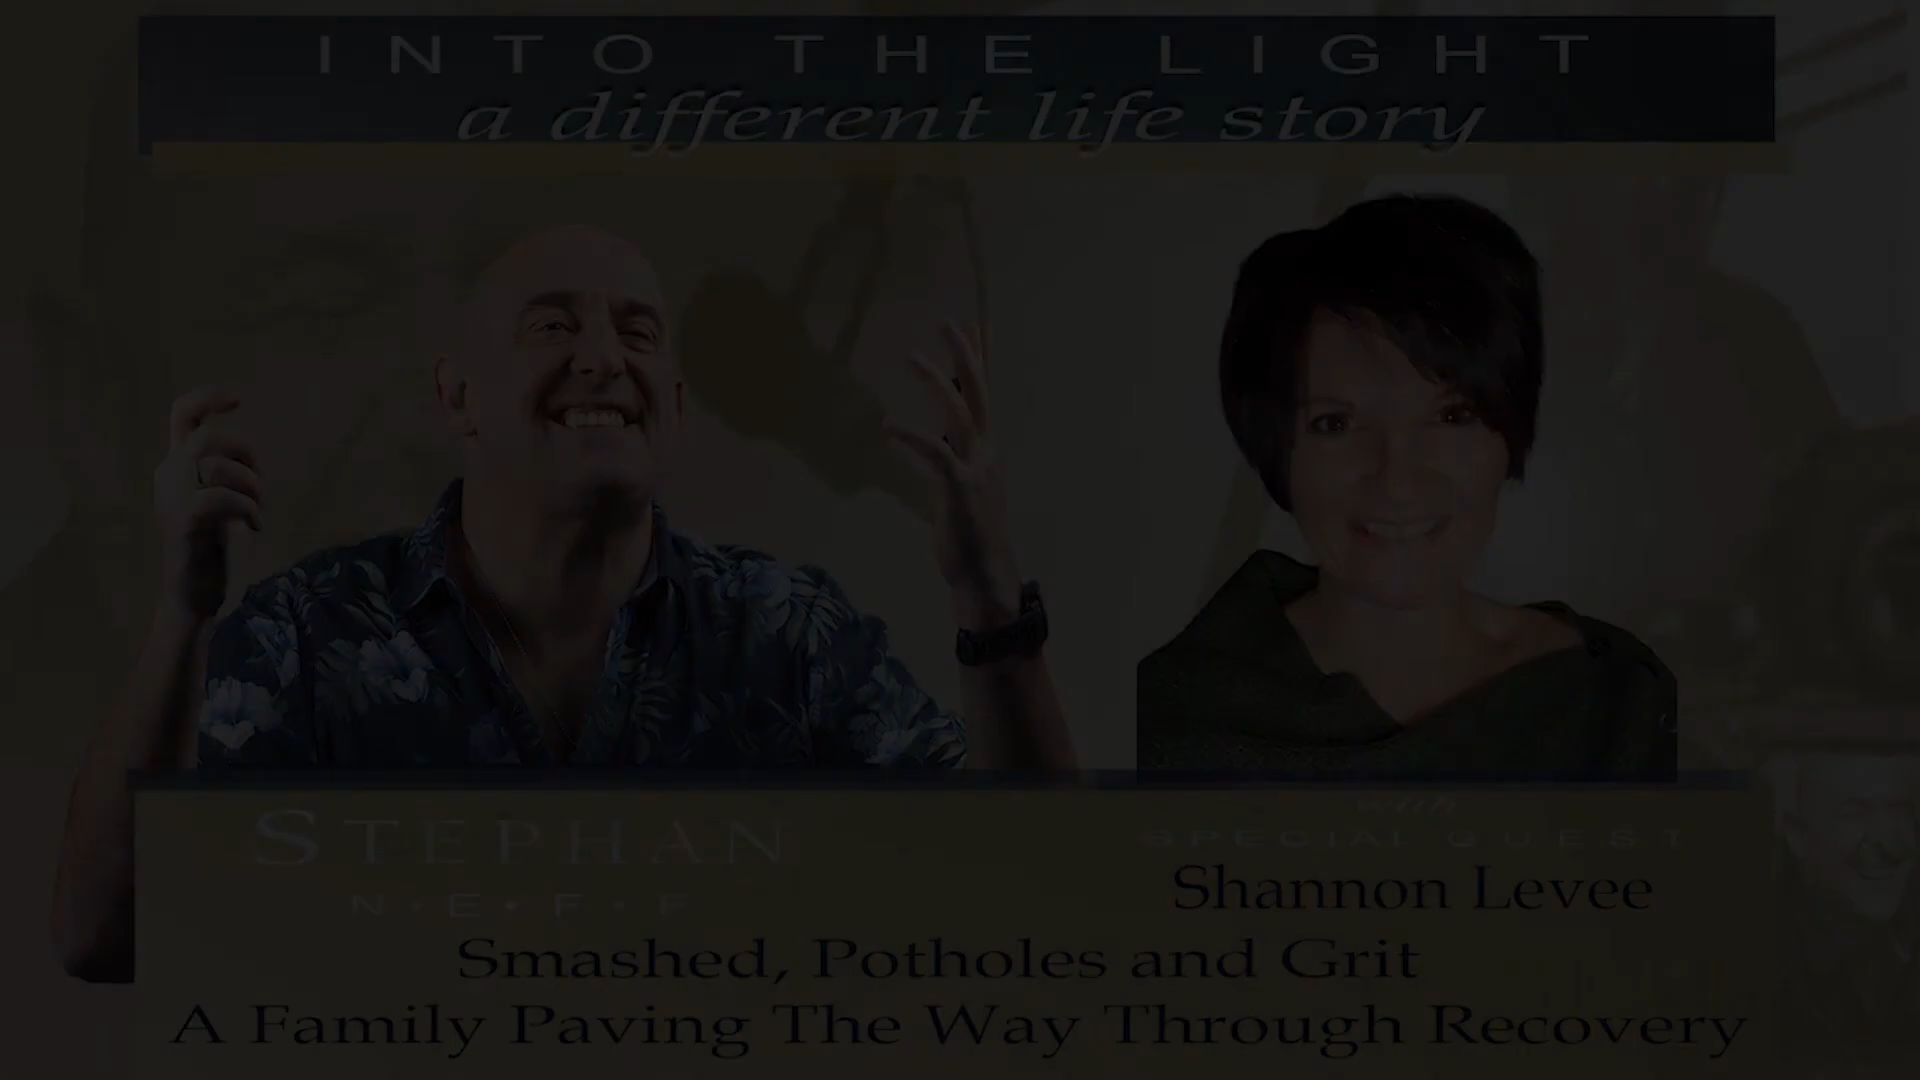 INTO THE LIGHT
a different life story
STEPHAN
N·E·F·F
with
SPECIAL GUEST
Shannon Levee
Smashed, Potholes and Grit
A Family Paving The Way Through Recovery